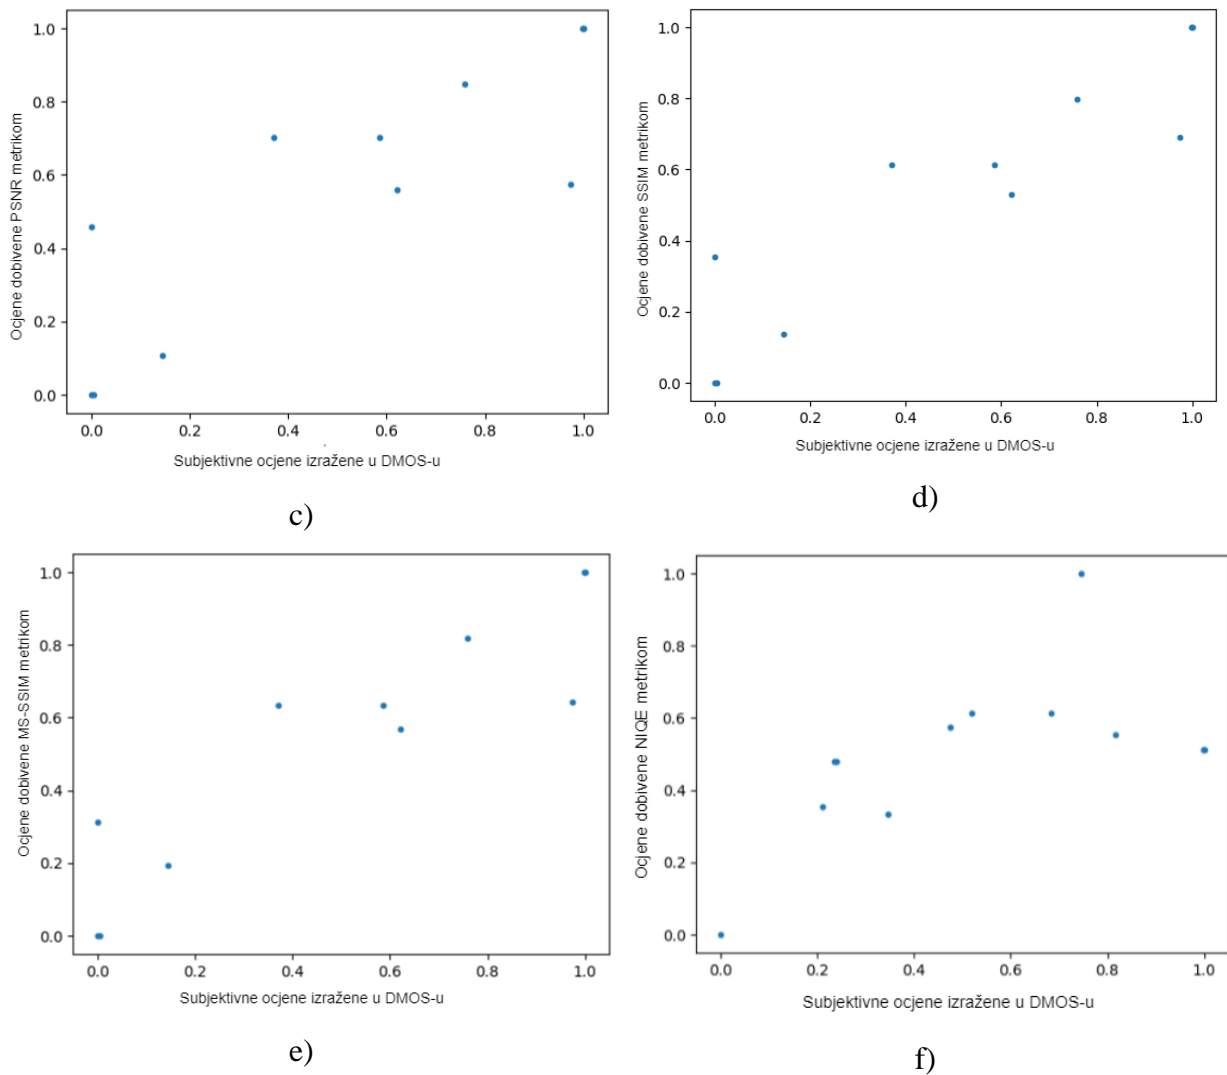 Ocjene dobivene PSNR metrikom
1.0
0.8
0.6
0.4
0.2
0.0
0.0 0.2 0.4 0.6 0.8 1.0
Subjektivne ocjene izražene u DMOS-u
c)
Ocjene dobivene SSIM metrikom
1.0
0.8
0.6
0.4
0.2
0.0
0.0 0.2 0.4 0.6 0.8 1.0
Subjektivne ocjene izražene u DMOS-u
d)
Ocjene dobivene MS-SSIM metrikom
1.0
0.8
0.6
0.4
0.2
0.0
0.0 0.2 0.4 0.6 0.8 1.0
Subjektivne ocjene izražene u DMOS-u
e)
Ocjene dobivene NIQE metrikom
1.0
0.8
0.6
0.4
0.2
0.0
0.0 0.2 0.4 0.6 0.8 1.0
Subjektivne ocjene izražene u DMOS-u
f)